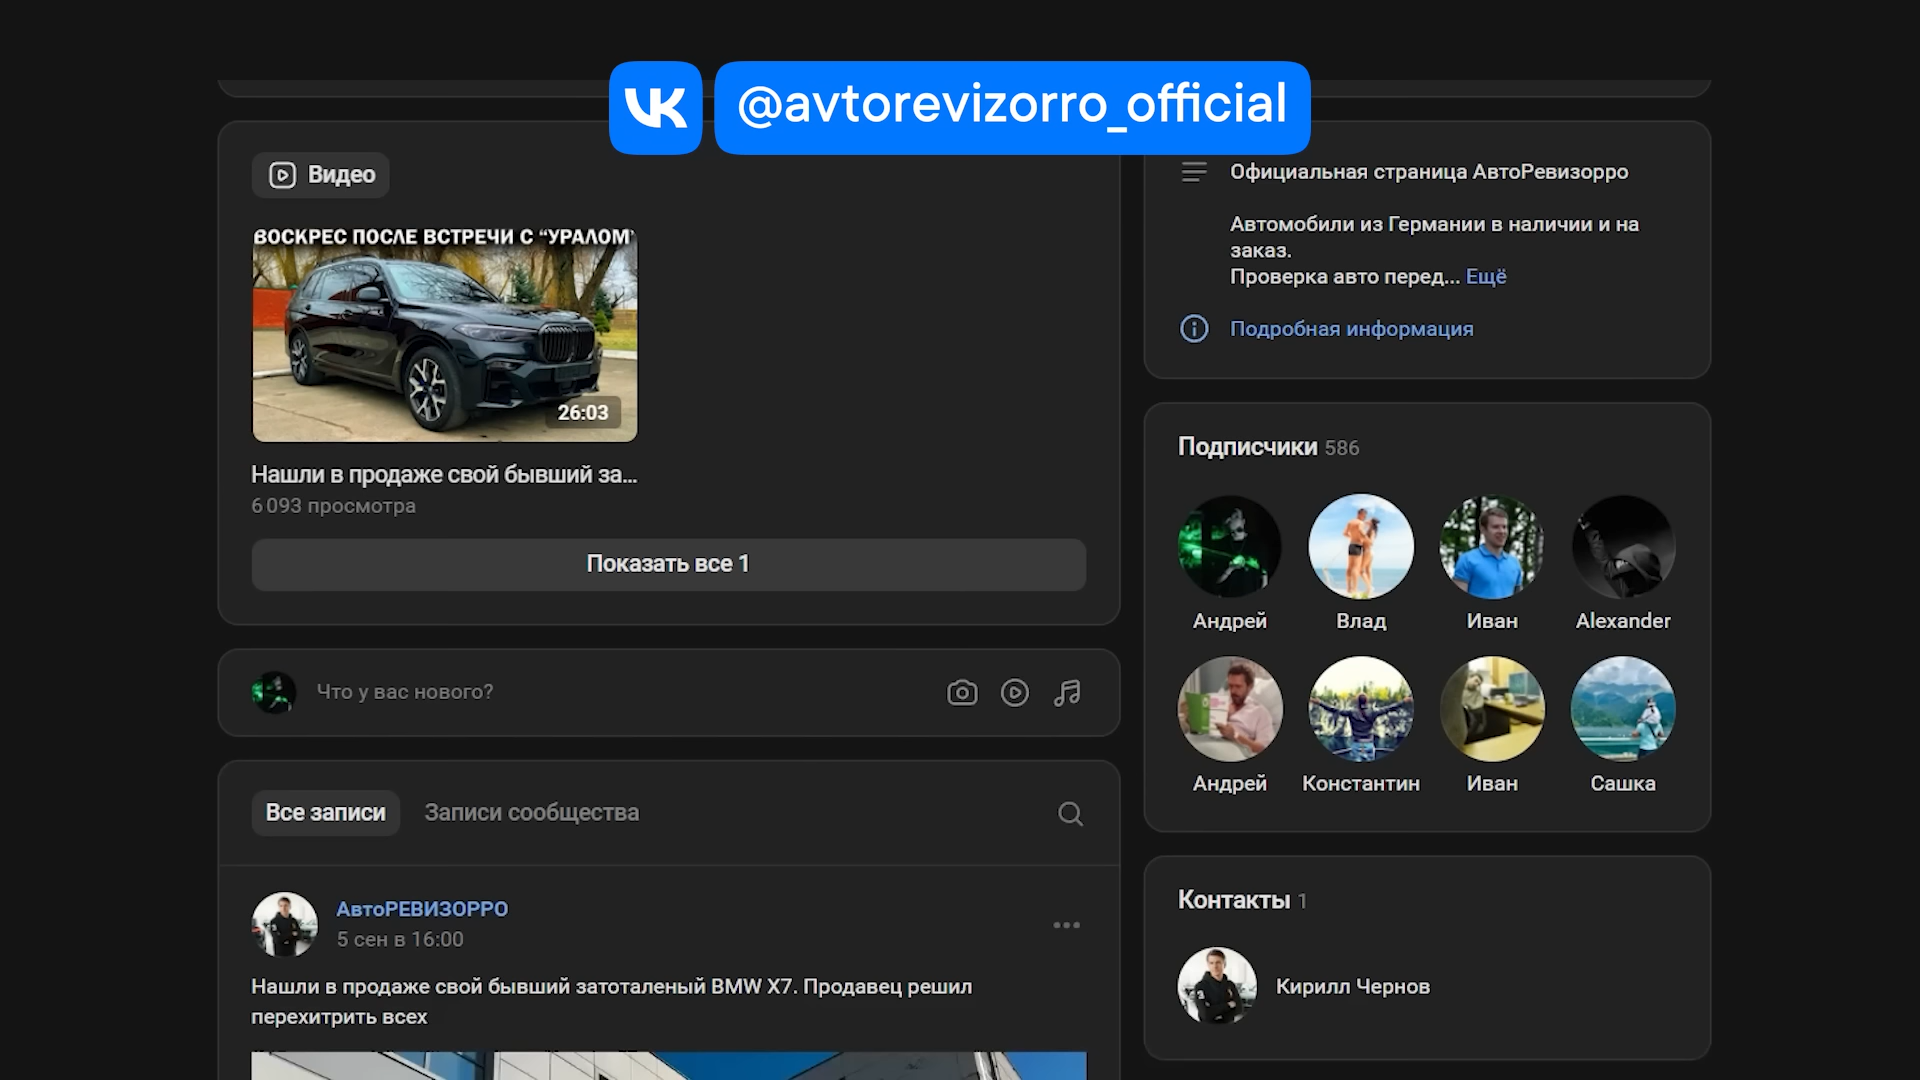 VK @avtorevizorro_official
Видео
ВОСКРЕС ПОСЛЕ ВСТРЕЧИ С “УРАЛОМ”
26:03
Нашли в продаже свой бывший за...
6 093 просмотра
Показать все 1
Что у вас нового?
Все записи
Записи сообщества
АвтоРЕВИЗОРРО
5 сен в 16:00
Нашли в продаже свой бывший затоталеный BMW X7. Продавец решил
перехитрить всех
Официальная страница АвтоРевизорро
Автомобили из Германии в наличии и на
заказ.
Проверка авто перед... Ещё
Подробная информация
Подписчики 586
Андрей
Влад
Иван
Alexander
Андрей
Константин
Иван
Сашка
Контакты 1
Кирилл Чернов